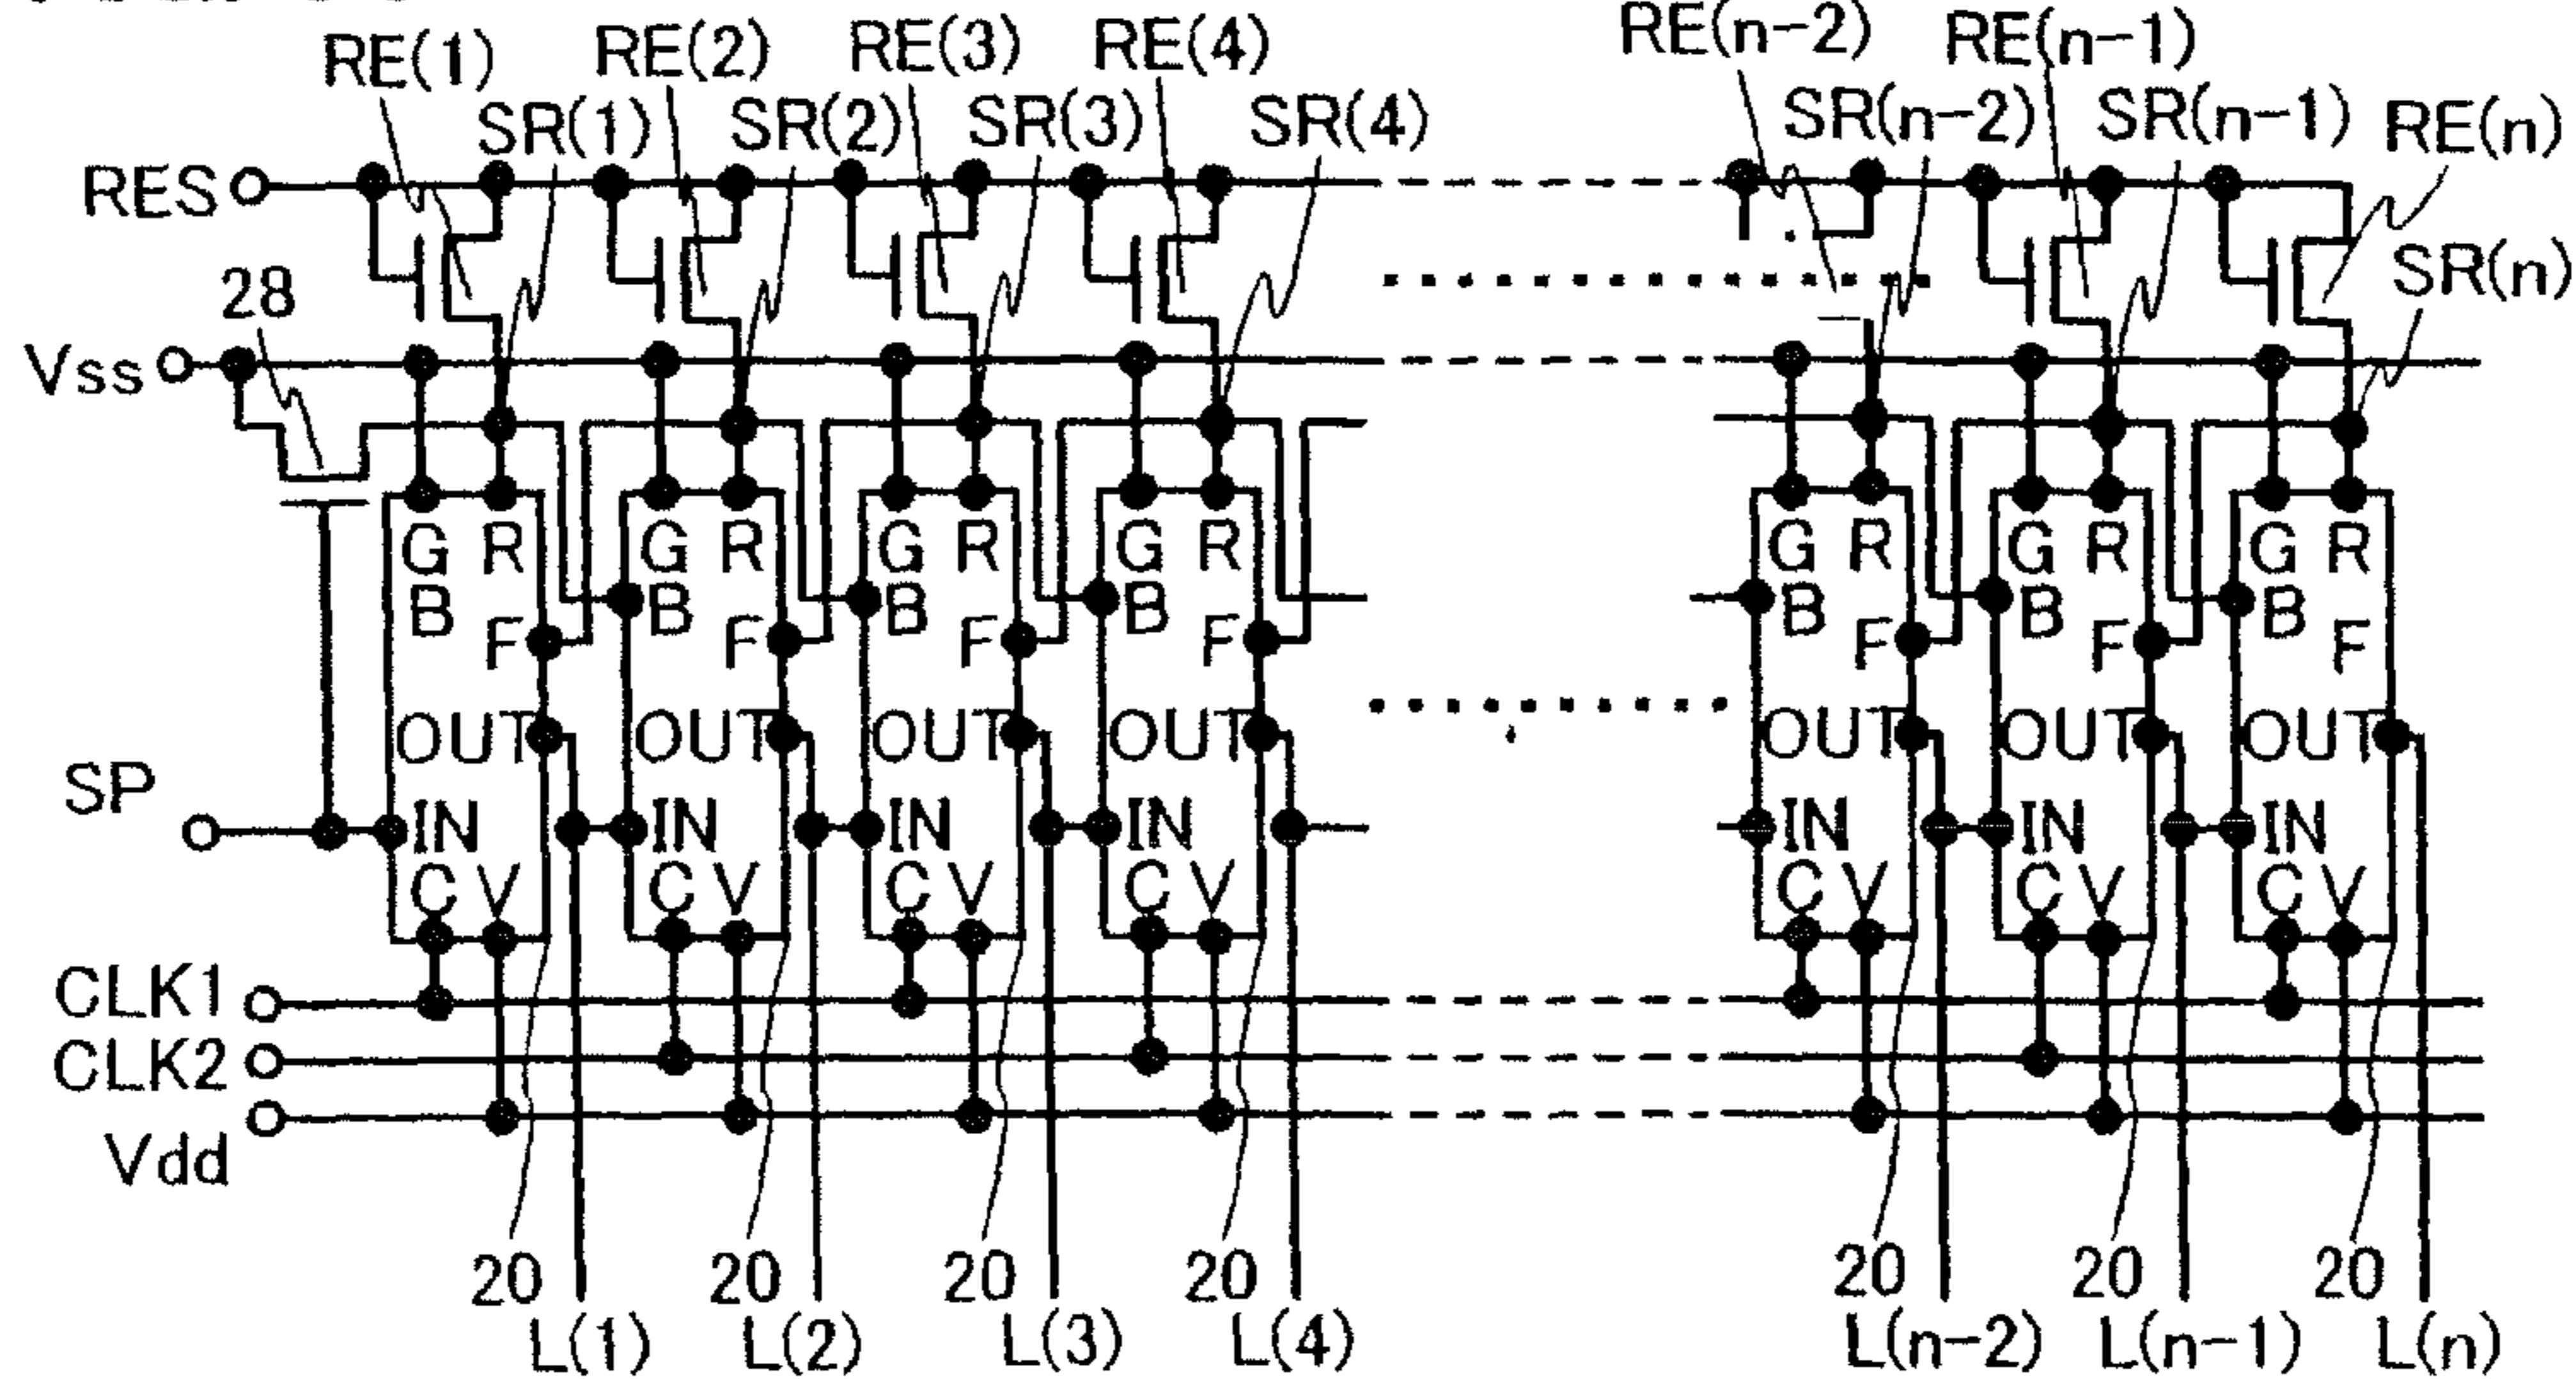 RE(1) RE(2) RE(3) RE(4) RE(n-2) RE(n-1)
SR(1) SR(2) SR(3) SR(4) SR(n-2) SR(n-1) RE(n)
RES
28 SR(n)
Vss
G R G R G R G R G R G R G R
B B B B B B B
F F F F F F F
OUT OUT OUT OUT OUT OUT OUT
SP
IN IN IN IN IN IN IN
C V C V C V C V C V C V C V
CLK1
CLK2
Vdd
20 20 20 20 20 20 20
L(1) L(2) L(3) L(4) L(n-2) L(n-1) L(n)